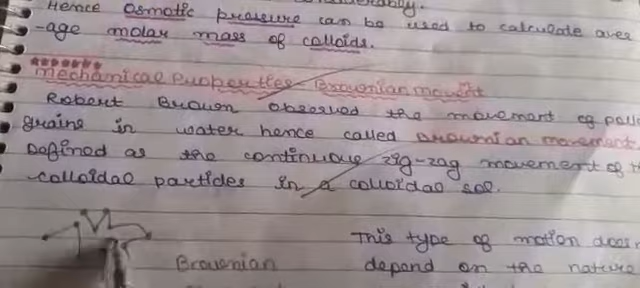 Hence Osmotic pressure can be used to calculate aver
-age molar mass of colloids.
Mechanical Properties - Brownian movement
Robert Brown observed the movement of polle
grains in water hence called Brownian movement.
Defined as the continuous zig-zag movement of th
colloidal particles in a colloidal sol.
This type of motion does n
Brownian depend on the nature